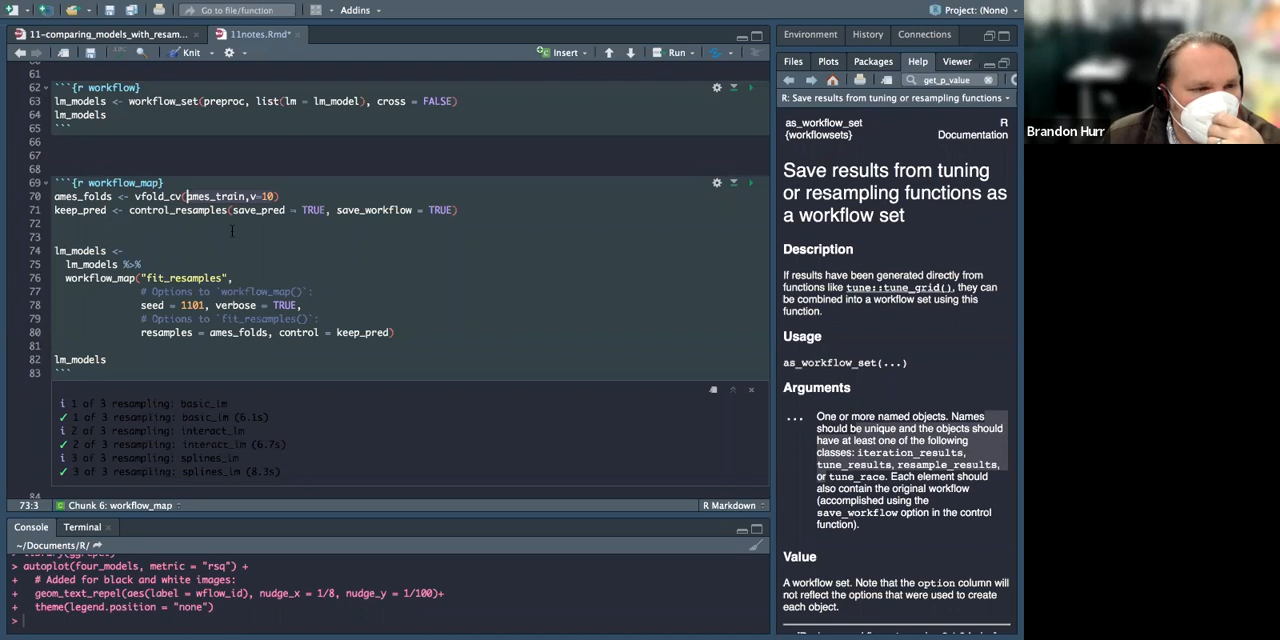 Go to file/function
Addins
Project: (None)
11-comparing_models_with_resam...
11notes.Rmd*
Knit
Insert
Run
61
62 ```{r workflow}
63 lm_models <- workflow_set(preproc, list(lm = lm_model), cross = FALSE)
64 lm_models
65 ```
66
67
68
69 ```{r workflow_map}
70 ames_folds <- vfold_cv(ames_train,v=10)
71 keep_pred <- control_resamples(save_pred = TRUE, save_workflow = TRUE)
72
73
74 lm_models <-
75 lm_models %>%
76 workflow_map("fit_resamples",
77 # Options to `workflow_map()`:
78 seed = 1101, verbose = TRUE,
79 # Options to `fit_resamples()`:
80 resamples = ames_folds, control = keep_pred)
81
82 lm_models
83 ```
i 1 of 3 resampling: basic_lm
✓ 1 of 3 resampling: basic_lm (6.1s)
i 2 of 3 resampling: interact_lm
✓ 2 of 3 resampling: interact_lm (6.7s)
i 3 of 3 resampling: splines_lm
✓ 3 of 3 resampling: splines_lm (8.3s)
84
73:3 Chunk 6: workflow_map R Markdown
Console Terminal
~/Documents/R/
> autoplot(four_models, metric = "rsq") +
+ # Added for black and white images:
+ geom_text_repel(aes(label = wflow_id), nudge_x = 1/8, nudge_y = 1/100)+
+ theme(legend.position = "none")
>
Environment History Connections
Files Plots Packages Help Viewer
get_p_value
R: Save results from tuning or resampling functions
as_workflow_set R
{workflowsets} Documentation
Save results from tuning
or resampling functions as
a workflow set
Description
If results have been generated directly from
functions like tune::tune_grid(), they can
be combined into a workflow set using this
function.
Usage
as_workflow_set(...)
Arguments
... One or more named objects. Names
should be unique and the objects should
have at least one of the following
classes: iteration_results,
tune_results, resample_results,
or tune_race. Each element should
also contain the original workflow
(accomplished using the
save_workflow option in the control
function).
Value
A workflow set. Note that the option column will
not reflect the options that were used to create
each object.
Brandon Hurr